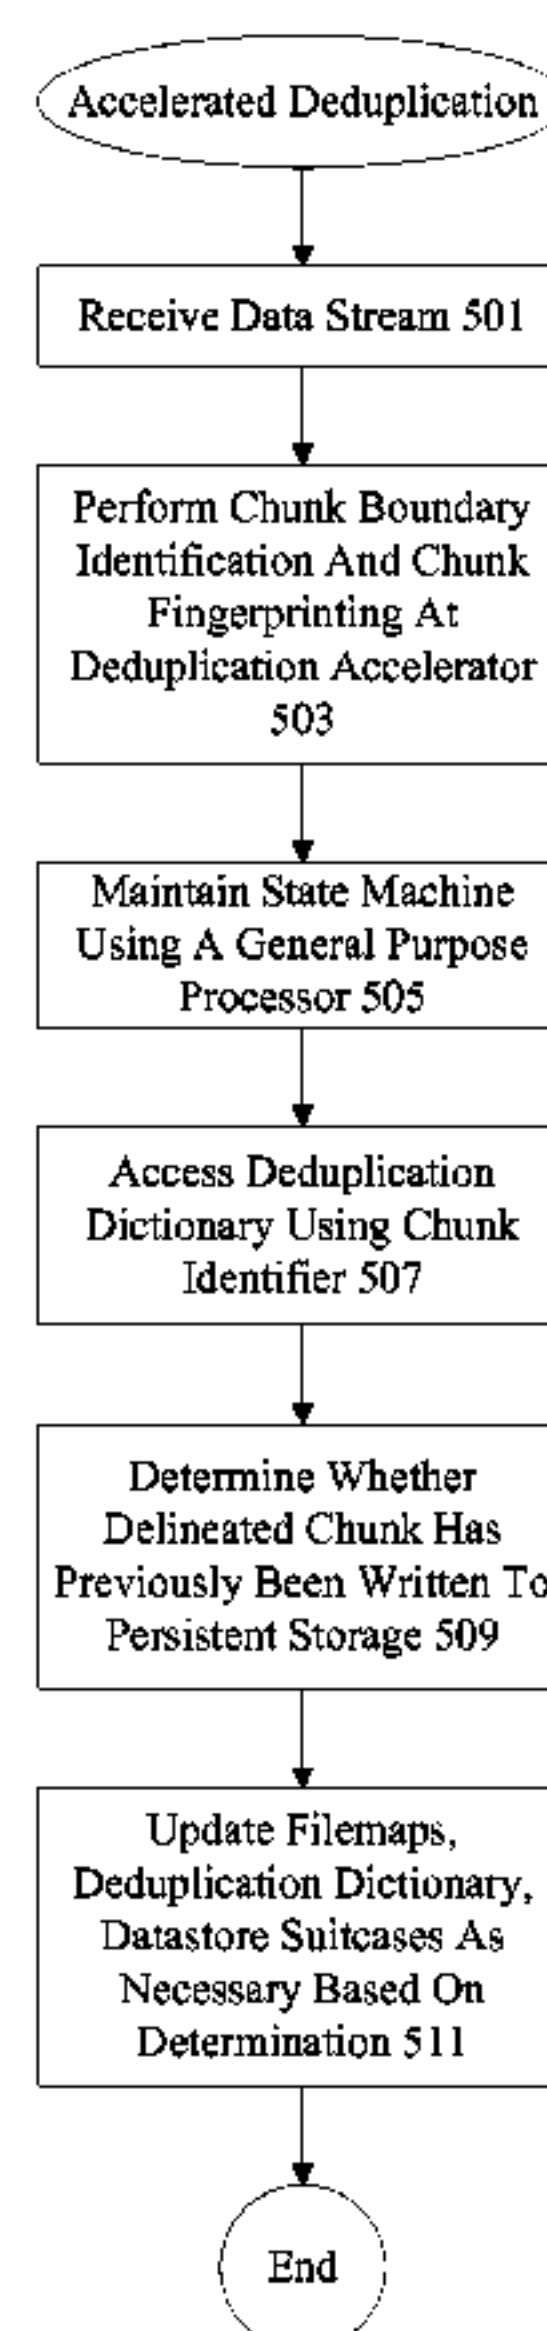 Accelerated Deduplication
Receive Data Stream 501
Perform Chunk Boundary
Identification And Chunk
Fingerprinting At
Deduplication Accelerator
503
Maintain State Machine
Using A General Purpose
Processor 505
Access Deduplication
Dictionary Using Chunk
Identifier 507
Determine Whether
Delineated Chunk Has
Previously Been Written To
Persistent Storage 509
Update Filemaps,
Deduplication Dictionary,
Datastore Suitcases As
Necessary Based On
Determination 511
End